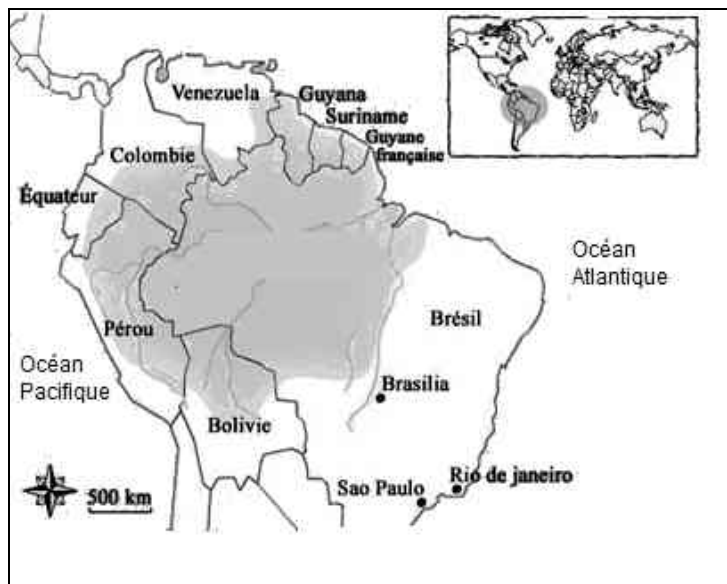 Venezuela
Guyana
Suriname
Guyane
française
Colombie
Équateur
Océan
Atlantique
Brésil
Pérou
Océan
Pacifique
Brasilia
Bolivie
500 km
Sao Paulo
Rio de janeiro